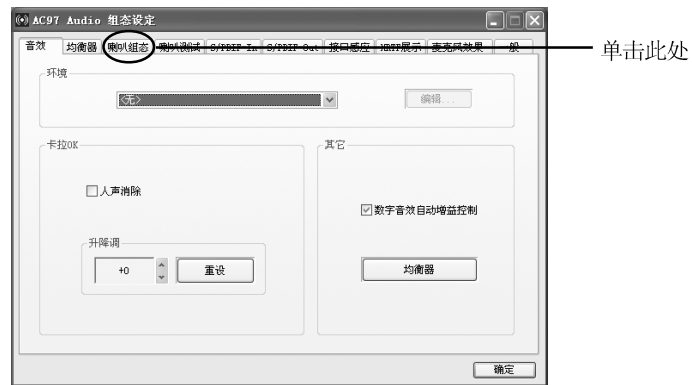 AC97 Audio 组态设定
音效 均衡器 喇叭组态 喇叭测试 S/PDIF-In S/PDIF-Out 接口感应 HRTF展示 麦克风效果 一般
单击此处
环境
<无>
编辑...
卡拉OK
其它
人声消除
数字音效自动增益控制
升降调
+0
重设
均衡器
确定